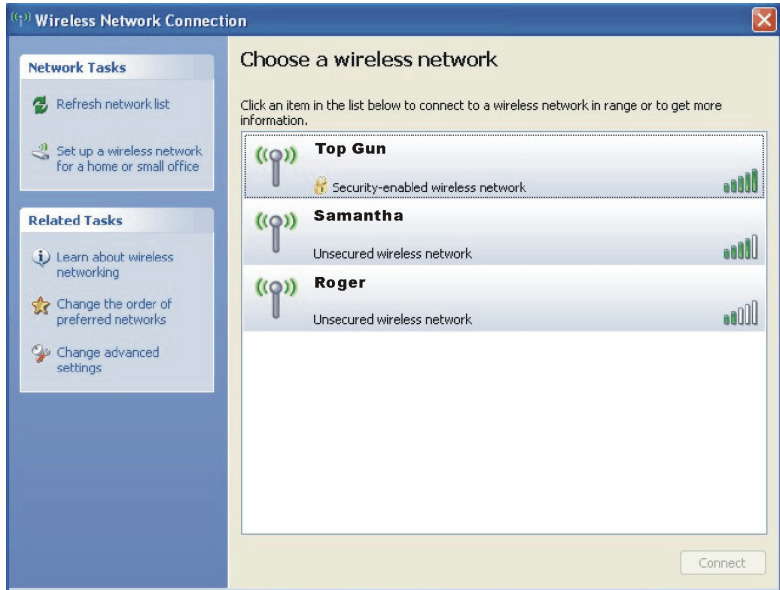 Wireless Network Connection
Network Tasks
Refresh network list
Set up a wireless network
for a home or small office
Related Tasks
Learn about wireless
networking
Change the order of
preferred networks
Change advanced
settings
Choose a wireless network
Click an item in the list below to connect to a wireless network in range or to get more
information.
Top Gun
Security-enabled wireless network
Samantha
Unsecured wireless network
Roger
Unsecured wireless network
Connect